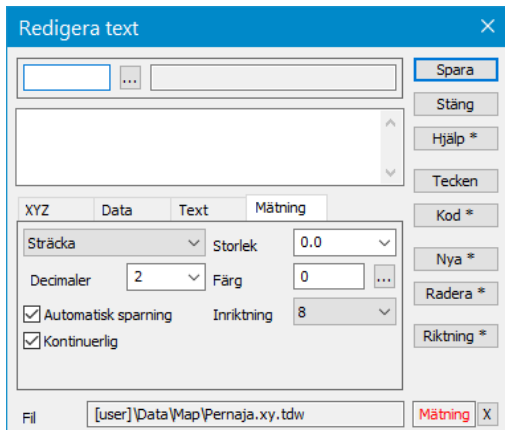 Redigera text
... Spara
Stäng
Hjälp *
Tecken
XYZ Data Text Mätning Kod *
Sträcka Storlek 0.0 Nya *
Decimaler 2 Färg 0 ... Radera *
Automatisk sparning Inriktning 8
Kontinuerlig Riktning *
Fil [user]\Data\Map\Pernaja.xy.tdw Mätning X